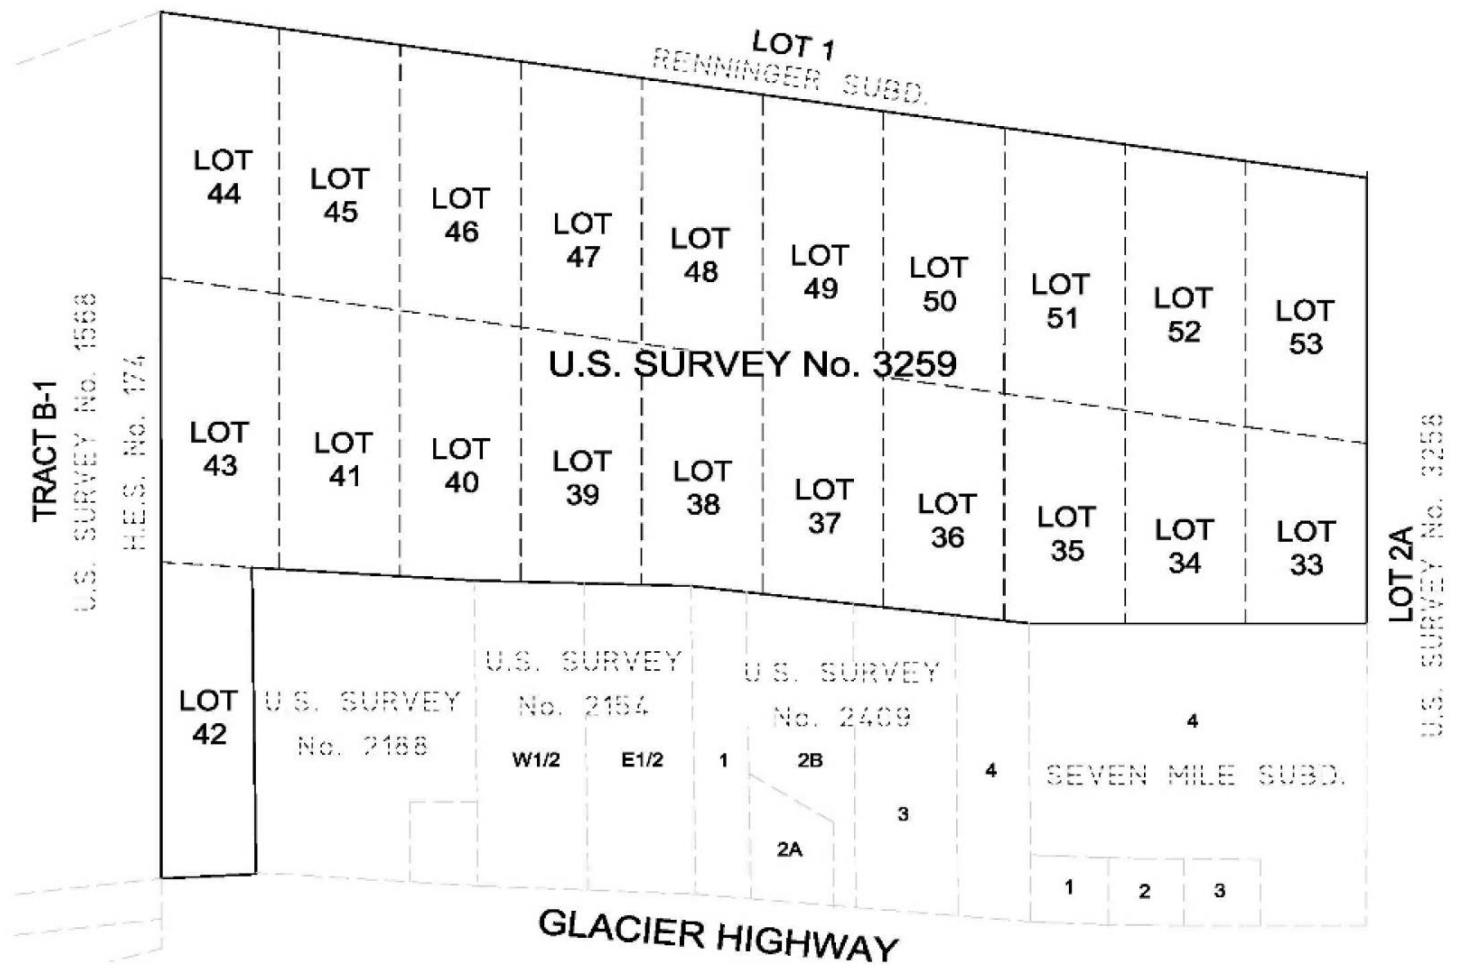 LOT 1
RENNINGER SUBD.
LOT
44
LOT
45
LOT
46
LOT
47
LOT
48
LOT
49
LOT
50
LOT
51
LOT
52
LOT
53
U.S. SURVEY No. 3259
TRACT B-1
U.S. SURVEY No. 1568
H.E.S. No. 174
LOT
43
LOT
41
LOT
40
LOT
39
LOT
38
LOT
37
LOT
36
LOT
35
LOT
34
LOT
33
LOT 2A
U.S. SURVEY No. 3258
LOT
42
U.S. SURVEY
No. 2188
U.S. SURVEY
No. 2154
W1/2
E1/2
U.S. SURVEY
No. 2409
1
2B
2A
3
4
4
SEVEN MILE SUBD.
1
2
3
GLACIER HIGHWAY